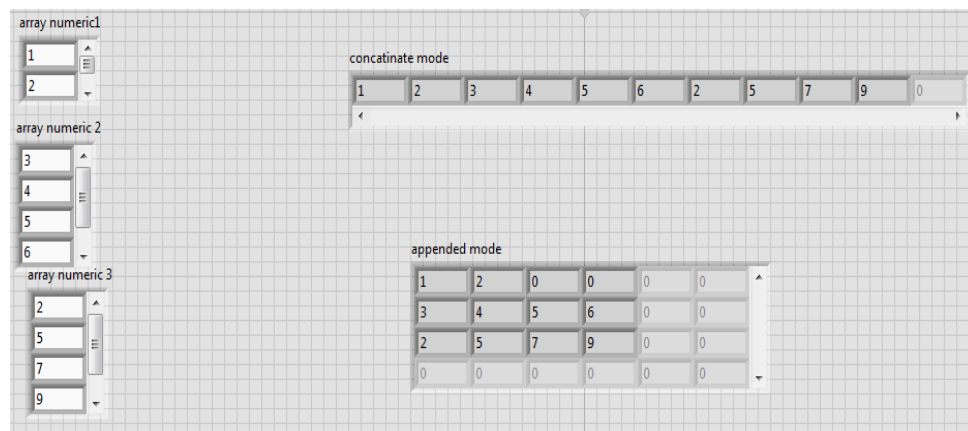 array numeric1
1
2
array numeric 2
3
4
5
6
array numeric 3
2
5
7
9
concatinate mode
1 2 3 4 5 6 2 5 7 9 0
appended mode
1 2 0 0 0 0
3 4 5 6 0 0
2 5 7 9 0 0
0 0 0 0 0 0